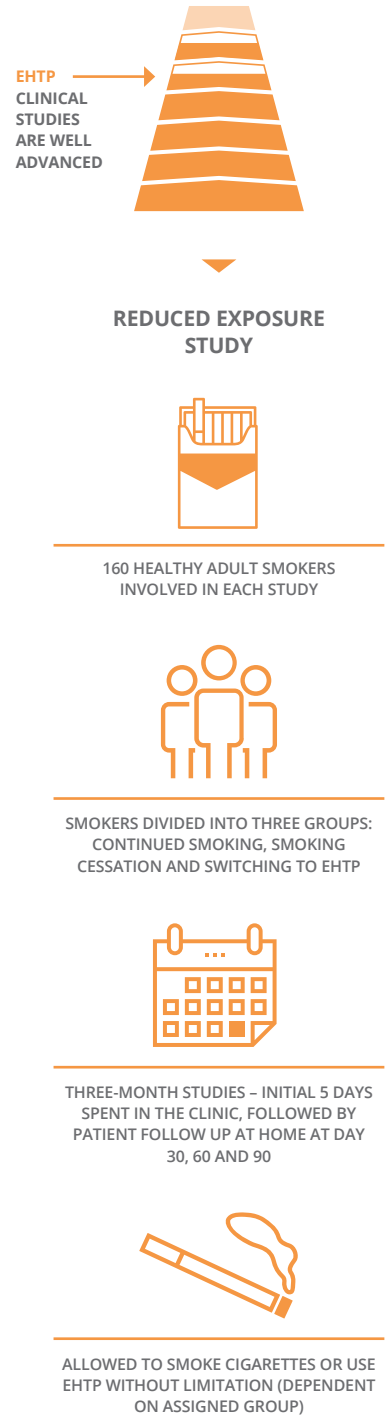 EHTP
CLINICAL
STUDIES
ARE WELL
ADVANCED
REDUCED EXPOSURE
STUDY
160 HEALTHY ADULT SMOKERS
INVOLVED IN EACH STUDY
SMOKERS DIVIDED INTO THREE GROUPS:
CONTINUED SMOKING, SMOKING
CESSATION AND SWITCHING TO EHTP
THREE-MONTH STUDIES – INITIAL 5 DAYS
SPENT IN THE CLINIC, FOLLOWED BY
PATIENT FOLLOW UP AT HOME AT DAY
30, 60 AND 90
ALLOWED TO SMOKE CIGARETTES OR USE
EHTP WITHOUT LIMITATION (DEPENDENT
ON ASSIGNED GROUP)